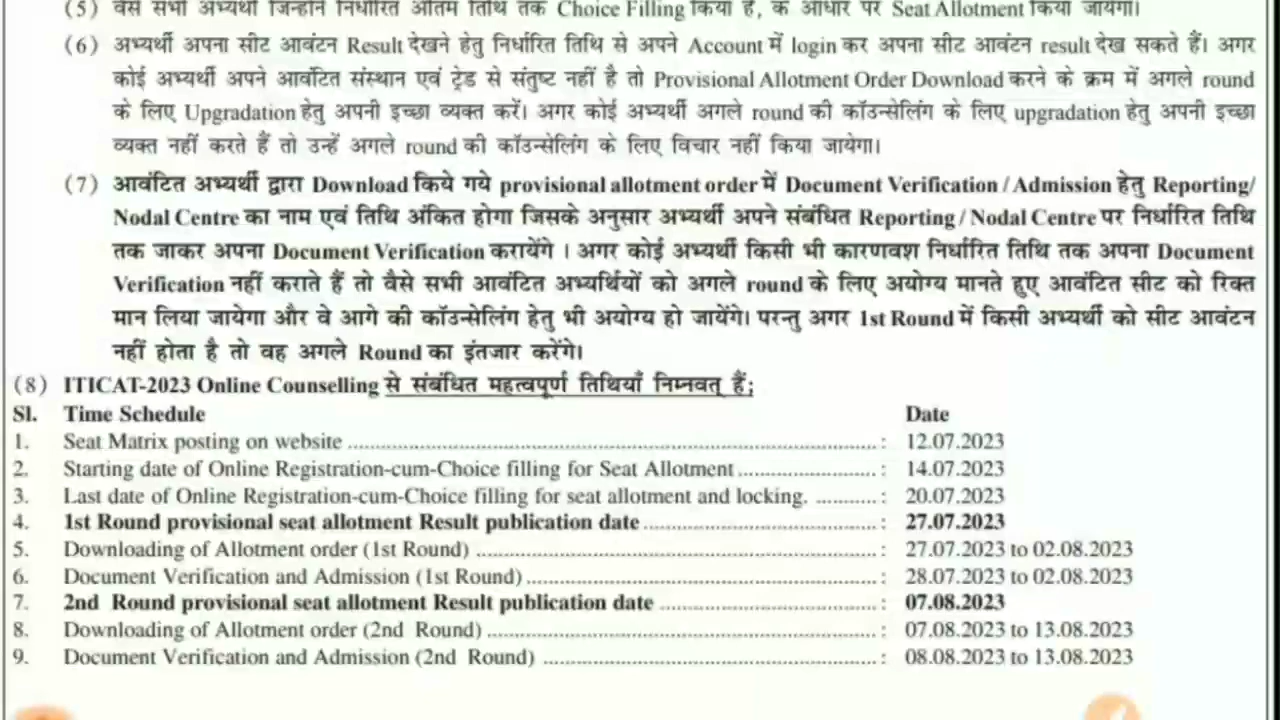 (5) वैसे सभी अभ्यर्थी जिन्होंने निर्धारित अंतिम तिथि तक Choice Filling किया है, के आधार पर Seat Allotment किया जायेगा।
(6) अभ्यर्थी अपना सीट आवंटन Result देखने हेतु निर्धारित तिथि से अपने Account में login कर अपना सीट आवंटन result देख सकते हैं। अगर
कोई अभ्यर्थी अपने आवंटित संस्थान एवं ट्रेड से संतुष्ट नहीं है तो Provisional Allotment Order Download करने के क्रम में अगले round
के लिए Upgradation हेतु अपनी इच्छा व्यक्त करें। अगर कोई अभ्यर्थी अगले round की कॉउन्सेलिंग के लिए upgradation हेतु अपनी इच्छा
व्यक्त नहीं करते हैं तो उन्हें अगले round की कॉउन्सेलिंग के लिए विचार नहीं किया जायेगा।
(7) आवंटित अभ्यर्थी द्वारा Download किये गये provisional allotment order में Document Verification / Admission हेतु Reporting/
Nodal Centre का नाम एवं तिथि अंकित होगा जिसके अनुसार अभ्यर्थी अपने संबंधित Reporting / Nodal Centre पर निर्धारित तिथि
तक जाकर अपना Document Verification करायेंगे । अगर कोई अभ्यर्थी किसी भी कारणवश निर्धारित तिथि तक अपना Document
Verification नहीं कराते हैं तो वैसे सभी आवंटित अभ्यर्थियों को अगले round के लिए अयोग्य मानते हुए आवंटित सीट को रिक्त
मान लिया जायेगा और वे आगे की कॉउन्सेलिंग हेतु भी अयोग्य हो जायेंगे। परन्तु अगर 1st Round में किसी अभ्यर्थी को सीट आवंटन
नहीं होता है तो वह अगले Round का इंतजार करेंगे।
(8) ITICAT-2023 Online Counselling से संबंधित महत्वपूर्ण तिथियाँ निम्नवत् हैं;
Sl. Time Schedule Date
1. Seat Matrix posting on website : 12.07.2023
2. Starting date of Online Registration-cum-Choice filling for Seat Allotment : 14.07.2023
3. Last date of Online Registration-cum-Choice filling for seat allotment and locking. : 20.07.2023
4. 1st Round provisional seat allotment Result publication date : 27.07.2023
5. Downloading of Allotment order (1st Round) : 27.07.2023 to 02.08.2023
6. Document Verification and Admission (1st Round) : 28.07.2023 to 02.08.2023
7. 2nd Round provisional seat allotment Result publication date : 07.08.2023
8. Downloading of Allotment order (2nd Round) : 07.08.2023 to 13.08.2023
9. Document Verification and Admission (2nd Round) : 08.08.2023 to 13.08.2023